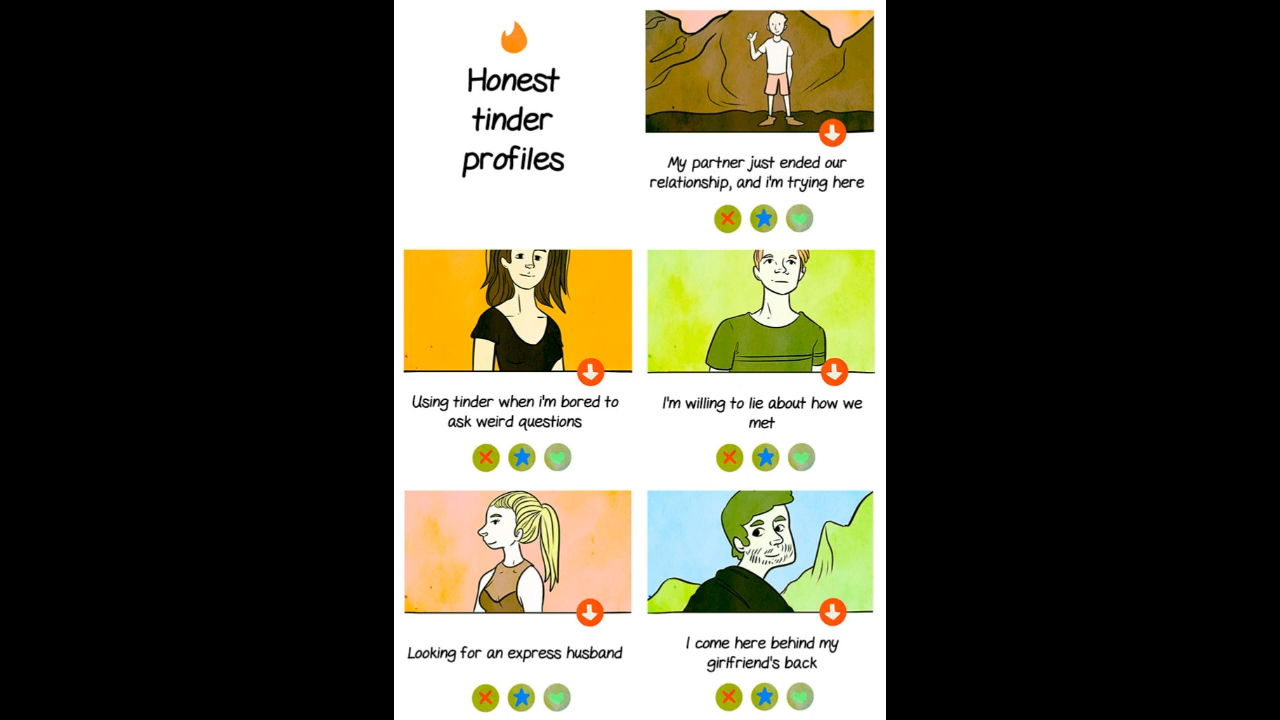 Honest
tinder
profiles
My partner just ended our
relationship, and i'm trying here
Using tinder when i'm bored to
ask weird questions
I'm willing to lie about how we
met
Looking for an express husband
I come here behind my
girlfriend's back